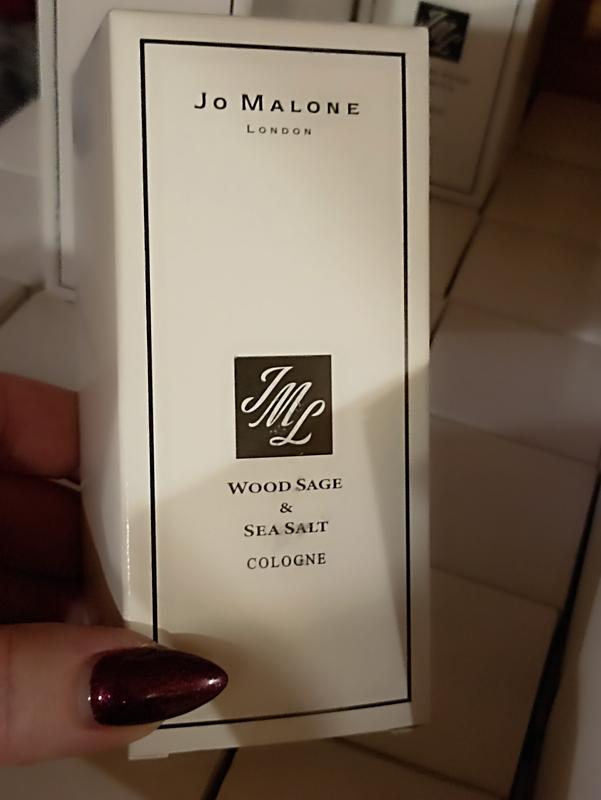 Jo Malone
London
JML
Wood Sage
&
Sea Salt
Cologne